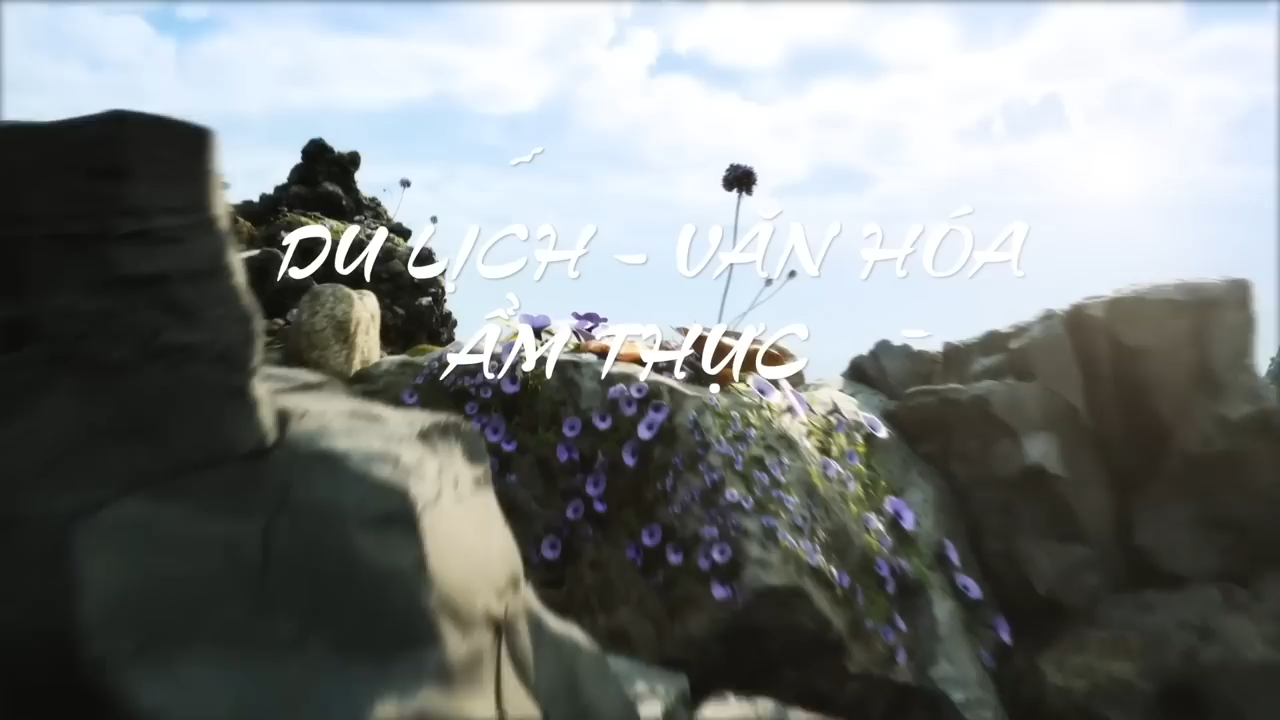 DU LỊCH - VĂN HÓA
ẨM THỰC -